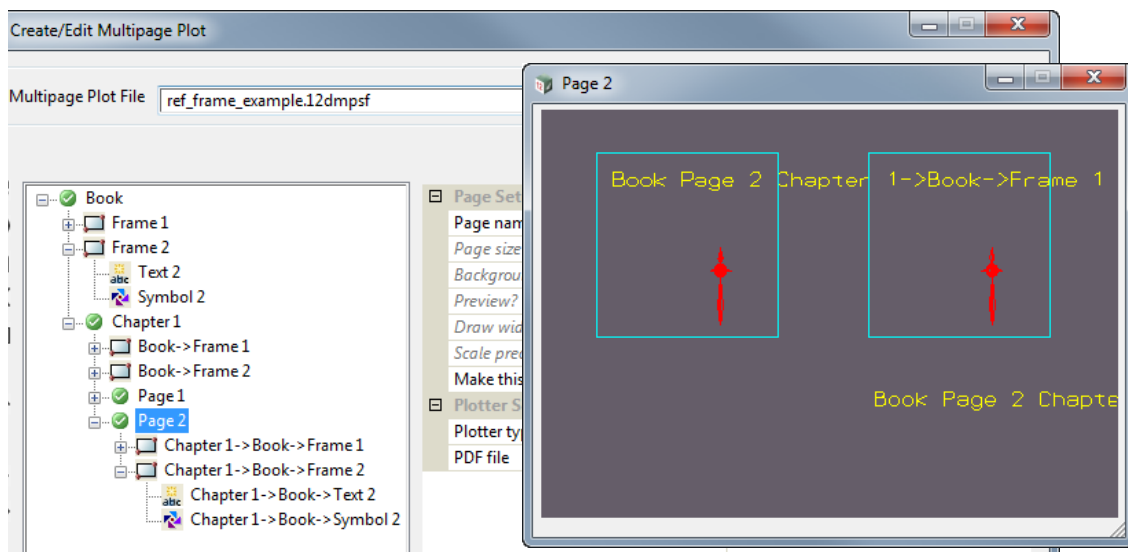 Create/Edit Multipage Plot
Multipage Plot File ref_frame_example.12dmpsf
Book
Frame 1
Frame 2
abc Text 2
Symbol 2
Chapter 1
Book->Frame 1
Book->Frame 2
Page 1
Page 2
Chapter 1->Book->Frame 1
Chapter 1->Book->Frame 2
abc Chapter 1->Book->Text 2
Chapter 1->Book->Symbol 2
Page Set
Page nam
Page size
Backgrou
Preview?
Draw wid
Scale pred
Make this
Plotter S
Plotter ty
PDF file
Page 2
Book Page 2 Chapter 1->Book->Frame 1
Book Page 2 Chapte